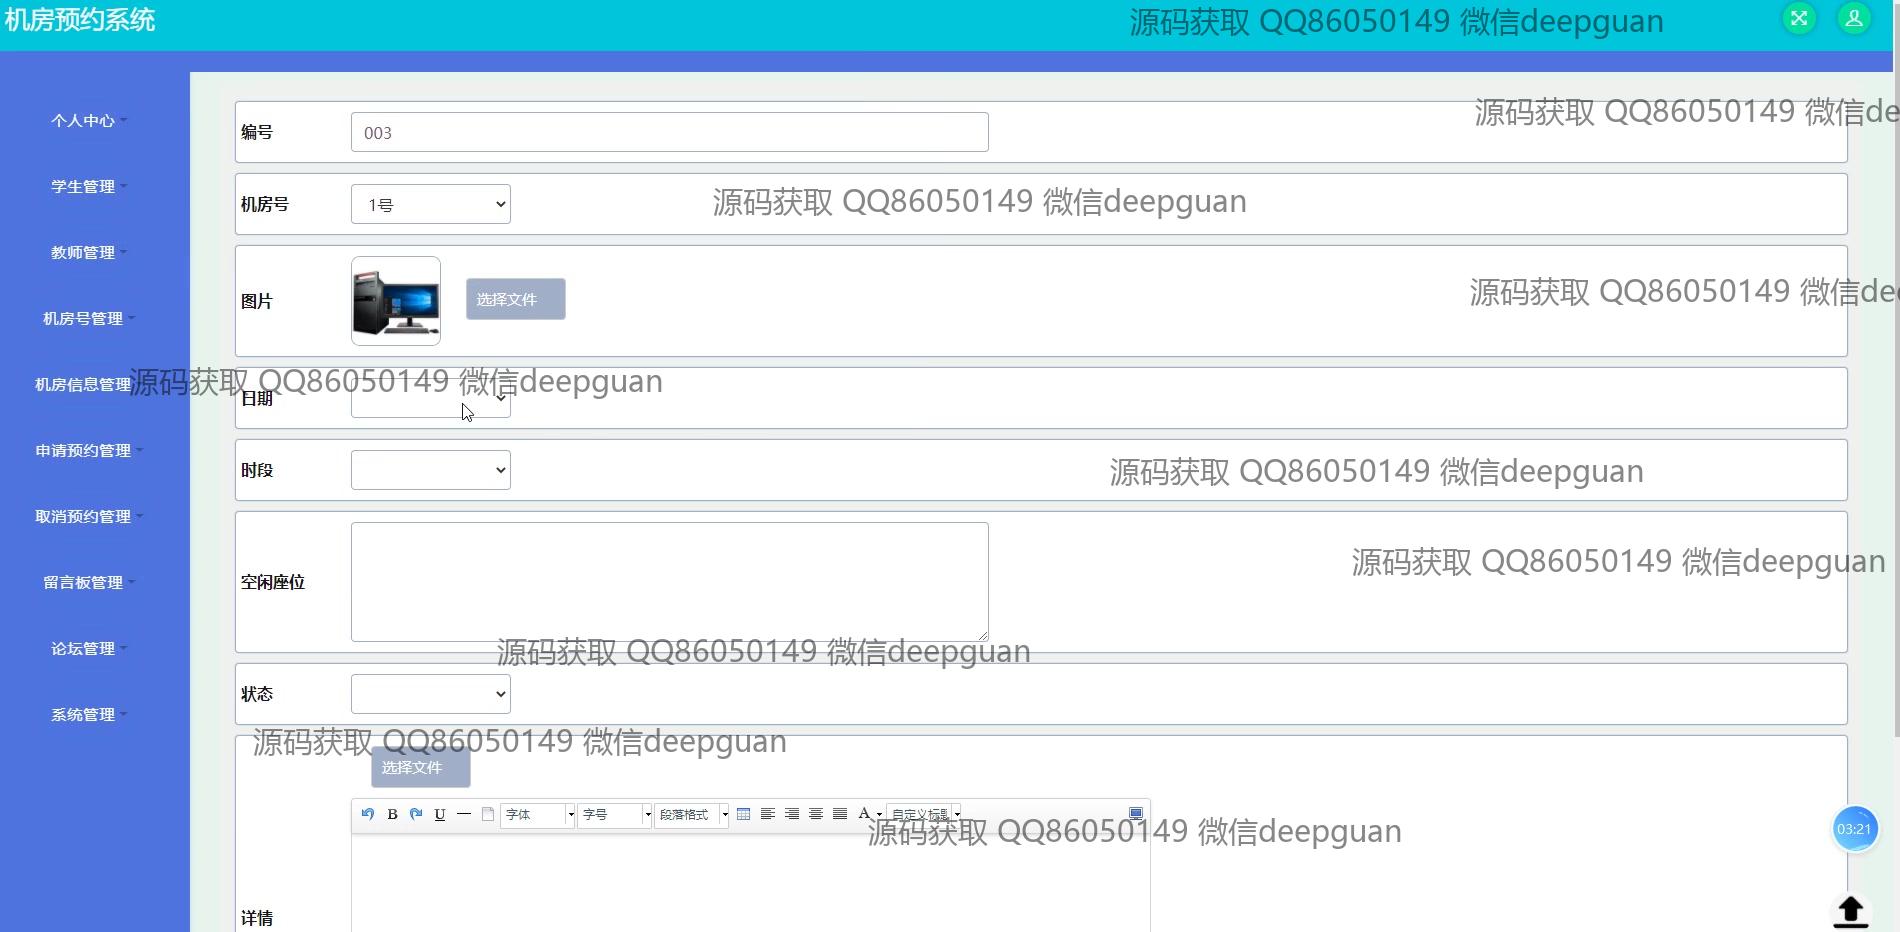 机房预约系统
源码获取 QQ86050149 微信deepguan
个人中心
学生管理
教师管理
机房号管理
机房信息管理
申请预约管理
取消预约管理
留言板管理
论坛管理
系统管理
编号
003
源码获取 QQ86050149 微信de
机房号
1号
源码获取 QQ86050149 微信deepguan
图片
选择文件
源码获取 QQ86050149 微信dee
源码获取 QQ86050149 微信deepguan
日期
时段
源码获取 QQ86050149 微信deepguan
空闲座位
源码获取 QQ86050149 微信deepguan
源码获取 QQ86050149 微信deepguan
状态
源码获取 QQ86050149 微信deepguan
选择文件
B U 字体 字号 段落格式 A 自定义标题
源码获取 QQ86050149 微信deepguan
03:21
详情